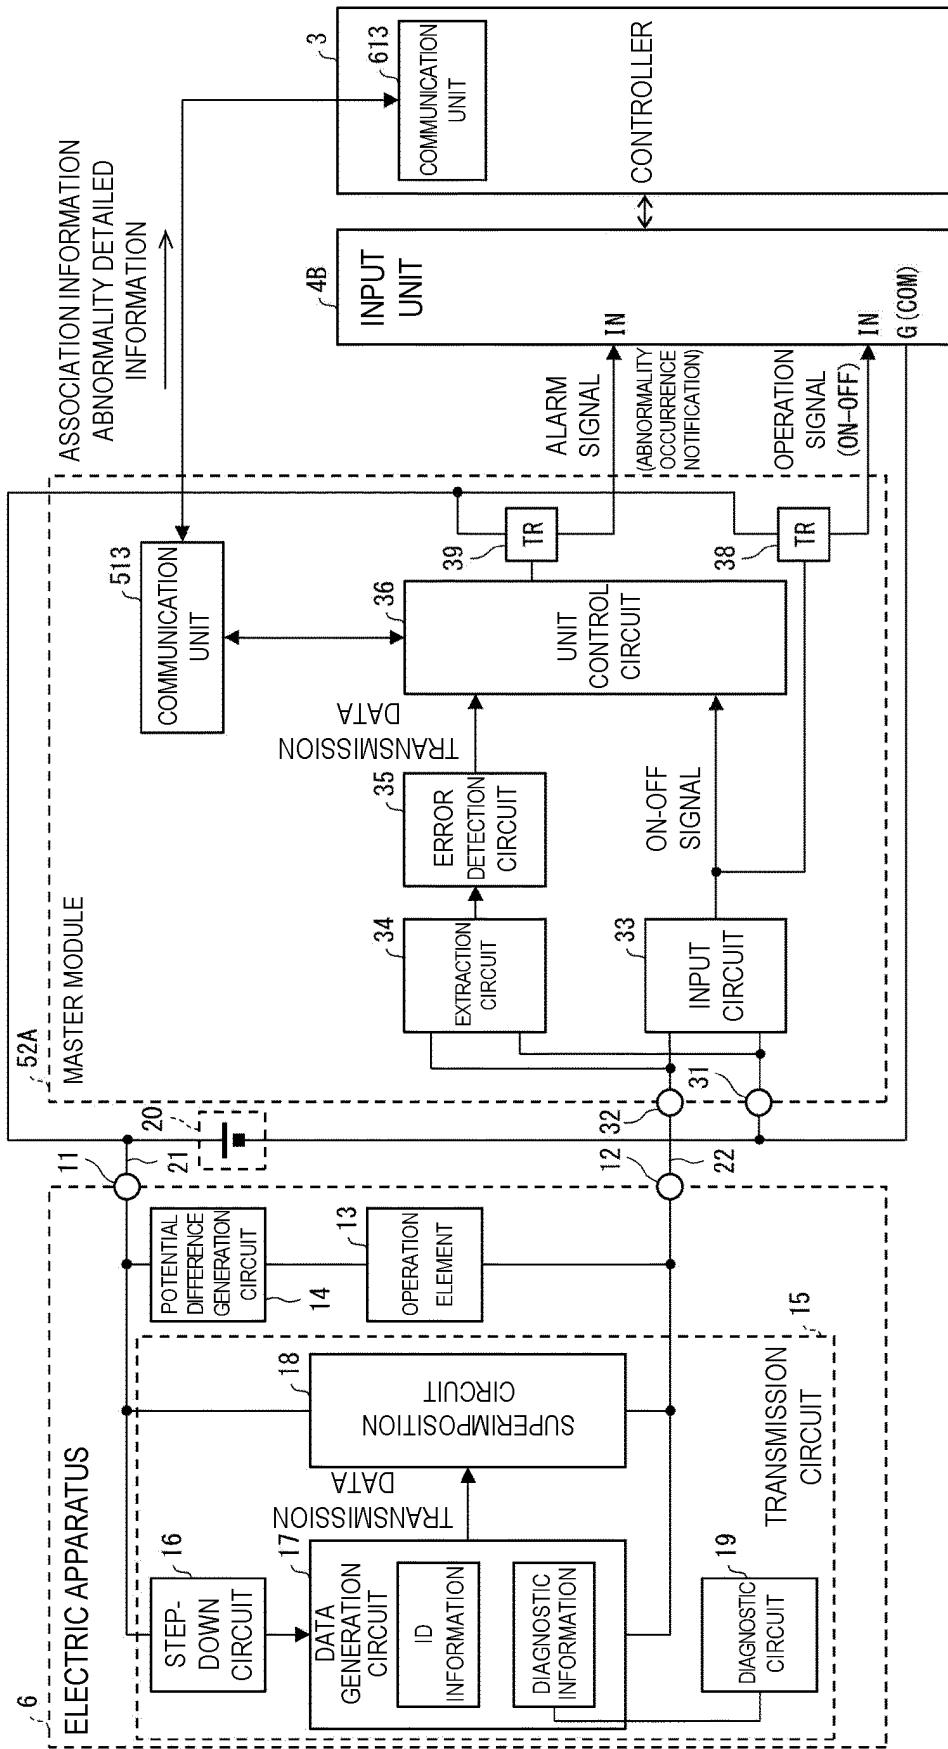 6
ELECTRIC APPARATUS
16
STEP-
DOWN
CIRCUIT
17
DATA
GENERATION
CIRCUIT
ID
INFORMATION
DIAGNOSTIC
INFORMATION
19
DIAGNOSTIC
CIRCUIT
TRANSMISSION
DATA
18
SUPERIMPOSITION
CIRCUIT
TRANSMISSION
CIRCUIT
15
POTENTIAL
DIFFERENCE
GENERATION
CIRCUIT
14
13
OPERATION
ELEMENT
11
21
20
12
22
32
31
52A
MASTER MODULE
34
EXTRACTION
CIRCUIT
33
INPUT
CIRCUIT
35
ERROR
DETECTION
CIRCUIT
TRANSMISSION
DATA
ON-OFF
SIGNAL
513
COMMUNICATION
UNIT
36
UNIT
CONTROL
CIRCUIT
39
TR
38
TR
ASSOCIATION INFORMATION
ABNORMALITY DETAILED
INFORMATION
ALARM
SIGNAL
(ABNORMALITY
OCCURRENCE
NOTIFICATION)
OPERATION
SIGNAL
(ON-OFF)
4B
INPUT
UNIT
IN
IN
G(COM)
3
613
COMMUNICATION
UNIT
CONTROLLER